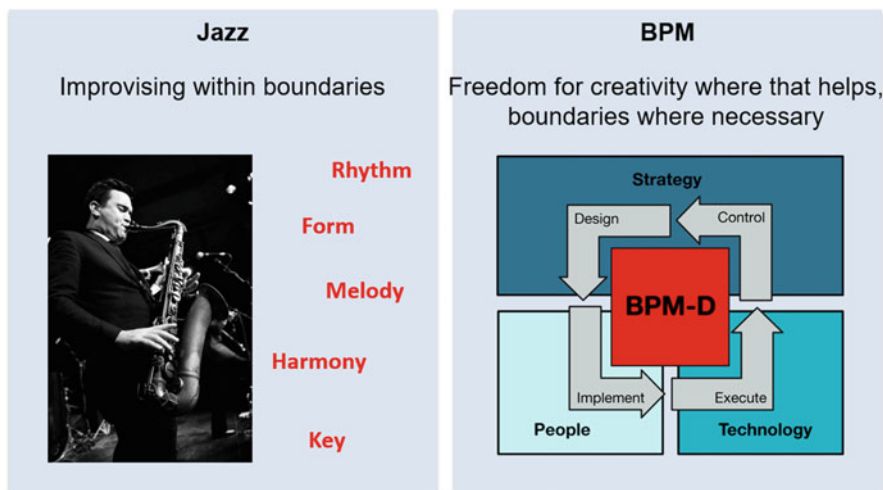 Jazz
Improvising within boundaries
Rhythm
Form
Melody
Harmony
Key
BPM
Freedom for creativity where that helps,
boundaries where necessary
Strategy
Design
Control
BPM-D
Implement
Execute
People
Technology